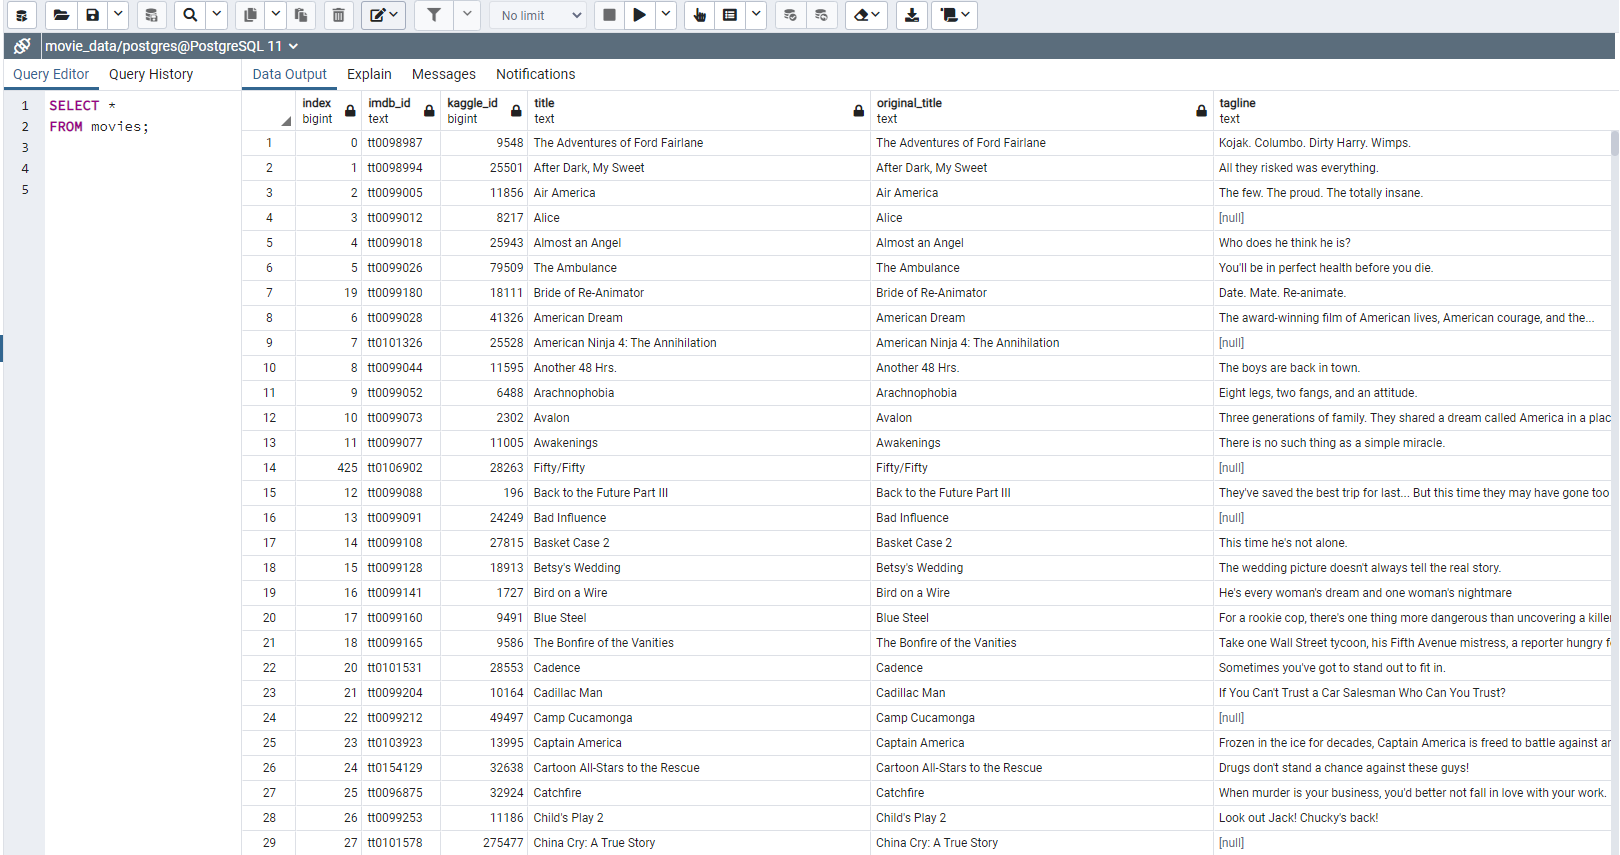 No limit
movie_data/postgres@PostgreSQL 11
Query Editor Query History
Data Output Explain Messages Notifications
1 SELECT *
2 FROM movies;
3
4
5
index imdb_id kaggle_id title original_title tagline
bigint text bigint text text text
1 0 tt0098987 9548 The Adventures of Ford Fairlane The Adventures of Ford Fairlane Kojak. Columbo. Dirty Harry. Wimps.
2 1 tt0098994 25501 After Dark, My Sweet After Dark, My Sweet All they risked was everything.
3 2 tt0099005 11856 Air America Air America The few. The proud. The totally insane.
4 3 tt0099012 8217 Alice Alice [null]
5 4 tt0099018 25943 Almost an Angel Almost an Angel Who does he think he is?
6 5 tt0099026 79509 The Ambulance The Ambulance You'll be in perfect health before you die.
7 19 tt0099180 18111 Bride of Re-Animator Bride of Re-Animator Date. Mate. Re-animate.
8 6 tt0099028 41326 American Dream American Dream The award-winning film of American lives, American courage, and the...
9 7 tt0101326 25528 American Ninja 4: The Annihilation American Ninja 4: The Annihilation [null]
10 8 tt0099044 11595 Another 48 Hrs. Another 48 Hrs. The boys are back in town.
11 9 tt0099052 6488 Arachnophobia Arachnophobia Eight legs, two fangs, and an attitude.
12 10 tt0099073 2302 Avalon Avalon Three generations of family. They shared a dream called America in a plac
13 11 tt0099077 11005 Awakenings Awakenings There is no such thing as a simple miracle.
14 425 tt0106902 28263 Fifty/Fifty Fifty/Fifty [null]
15 12 tt0099088 196 Back to the Future Part III Back to the Future Part III They've saved the best trip for last... But this time they may have gone too
16 13 tt0099091 24249 Bad Influence Bad Influence [null]
17 14 tt0099108 27815 Basket Case 2 Basket Case 2 This time he's not alone.
18 15 tt0099128 18913 Betsy's Wedding Betsy's Wedding The wedding picture doesn't always tell the real story.
19 16 tt0099141 1727 Bird on a Wire Bird on a Wire He's every woman's dream and one woman's nightmare
20 17 tt0099160 9491 Blue Steel Blue Steel For a rookie cop, there's one thing more dangerous than uncovering a killer
21 18 tt0099165 9586 The Bonfire of the Vanities The Bonfire of the Vanities Take one Wall Street tycoon, his Fifth Avenue mistress, a reporter hungry f
22 20 tt0101531 28553 Cadence Cadence Sometimes you've got to stand out to fit in.
23 21 tt0099204 10164 Cadillac Man Cadillac Man If You Can't Trust a Car Salesman Who Can You Trust?
24 22 tt0099212 49497 Camp Cucamonga Camp Cucamonga [null]
25 23 tt0103923 13995 Captain America Captain America Frozen in the ice for decades, Captain America is freed to battle against ar
26 24 tt0154129 32638 Cartoon All-Stars to the Rescue Cartoon All-Stars to the Rescue Drugs don't stand a chance against these guys!
27 25 tt0096875 32924 Catchfire Catchfire When murder is your business, you'd better not fall in love with your work.
28 26 tt0099253 11186 Child's Play 2 Child's Play 2 Look out Jack! Chucky's back!
29 27 tt0101578 275477 China Cry: A True Story China Cry: A True Story [null]